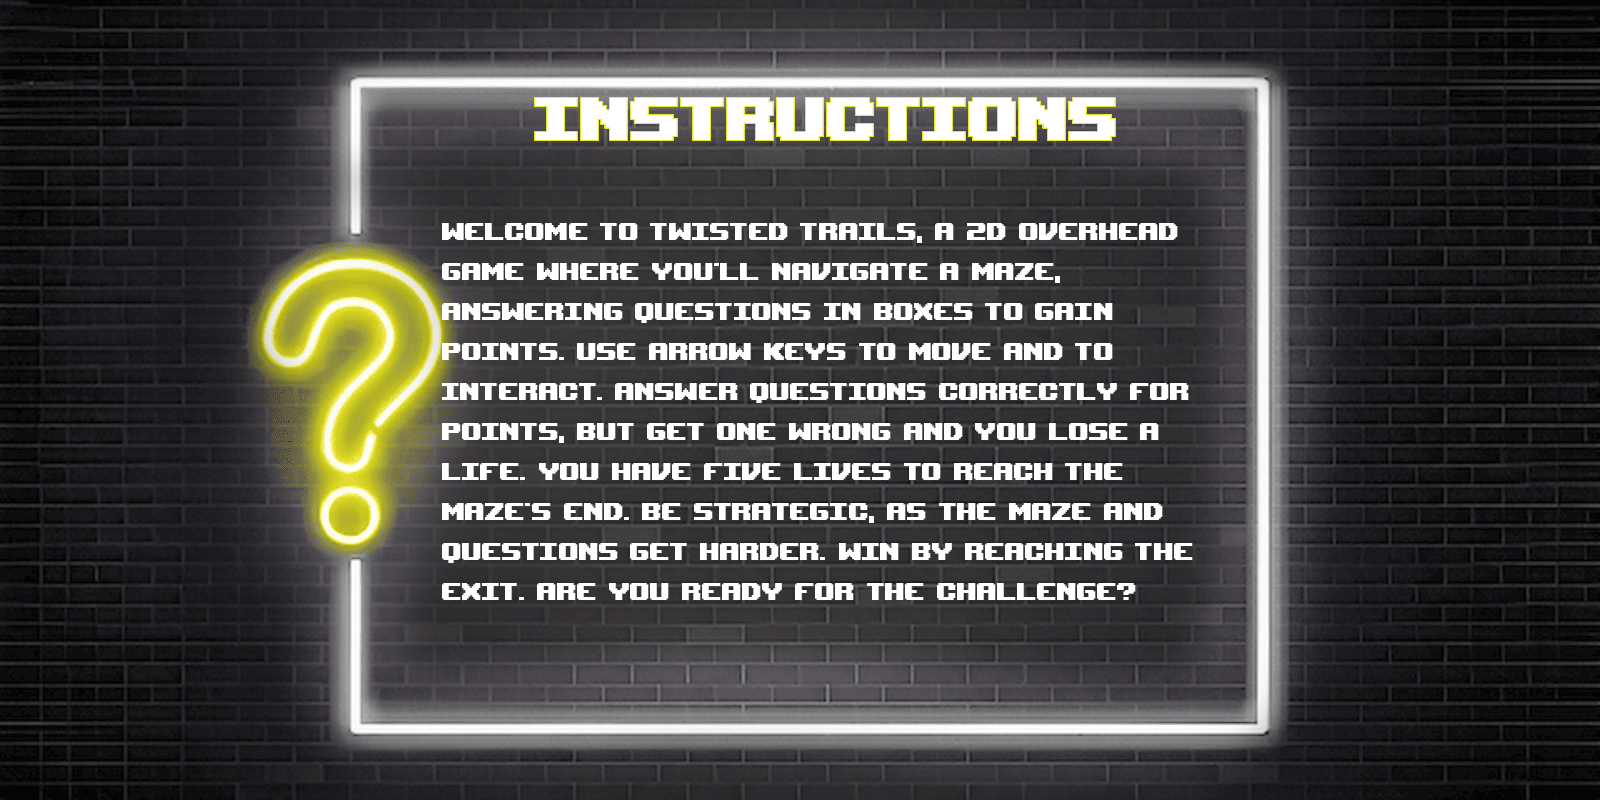 INSTRUCTIONS
WELCOME TO TWISTED TRAILS, A 2D OVERHEAD
GAME WHERE YOU'LL NAVIGATE A MAZE,
ANSWERING QUESTIONS IN BOXES TO GAIN
POINTS. USE ARROW KEYS TO MOVE AND TO
INTERACT. ANSWER QUESTIONS CORRECTLY FOR
POINTS, BUT GET ONE WRONG AND YOU LOSE A
LIFE. YOU HAVE FIVE LIVES TO REACH THE
MAZE'S END. BE STRATEGIC, AS THE MAZE AND
QUESTIONS GET HARDER. WIN BY REACHING THE
EXIT. ARE YOU READY FOR THE CHALLENGE?